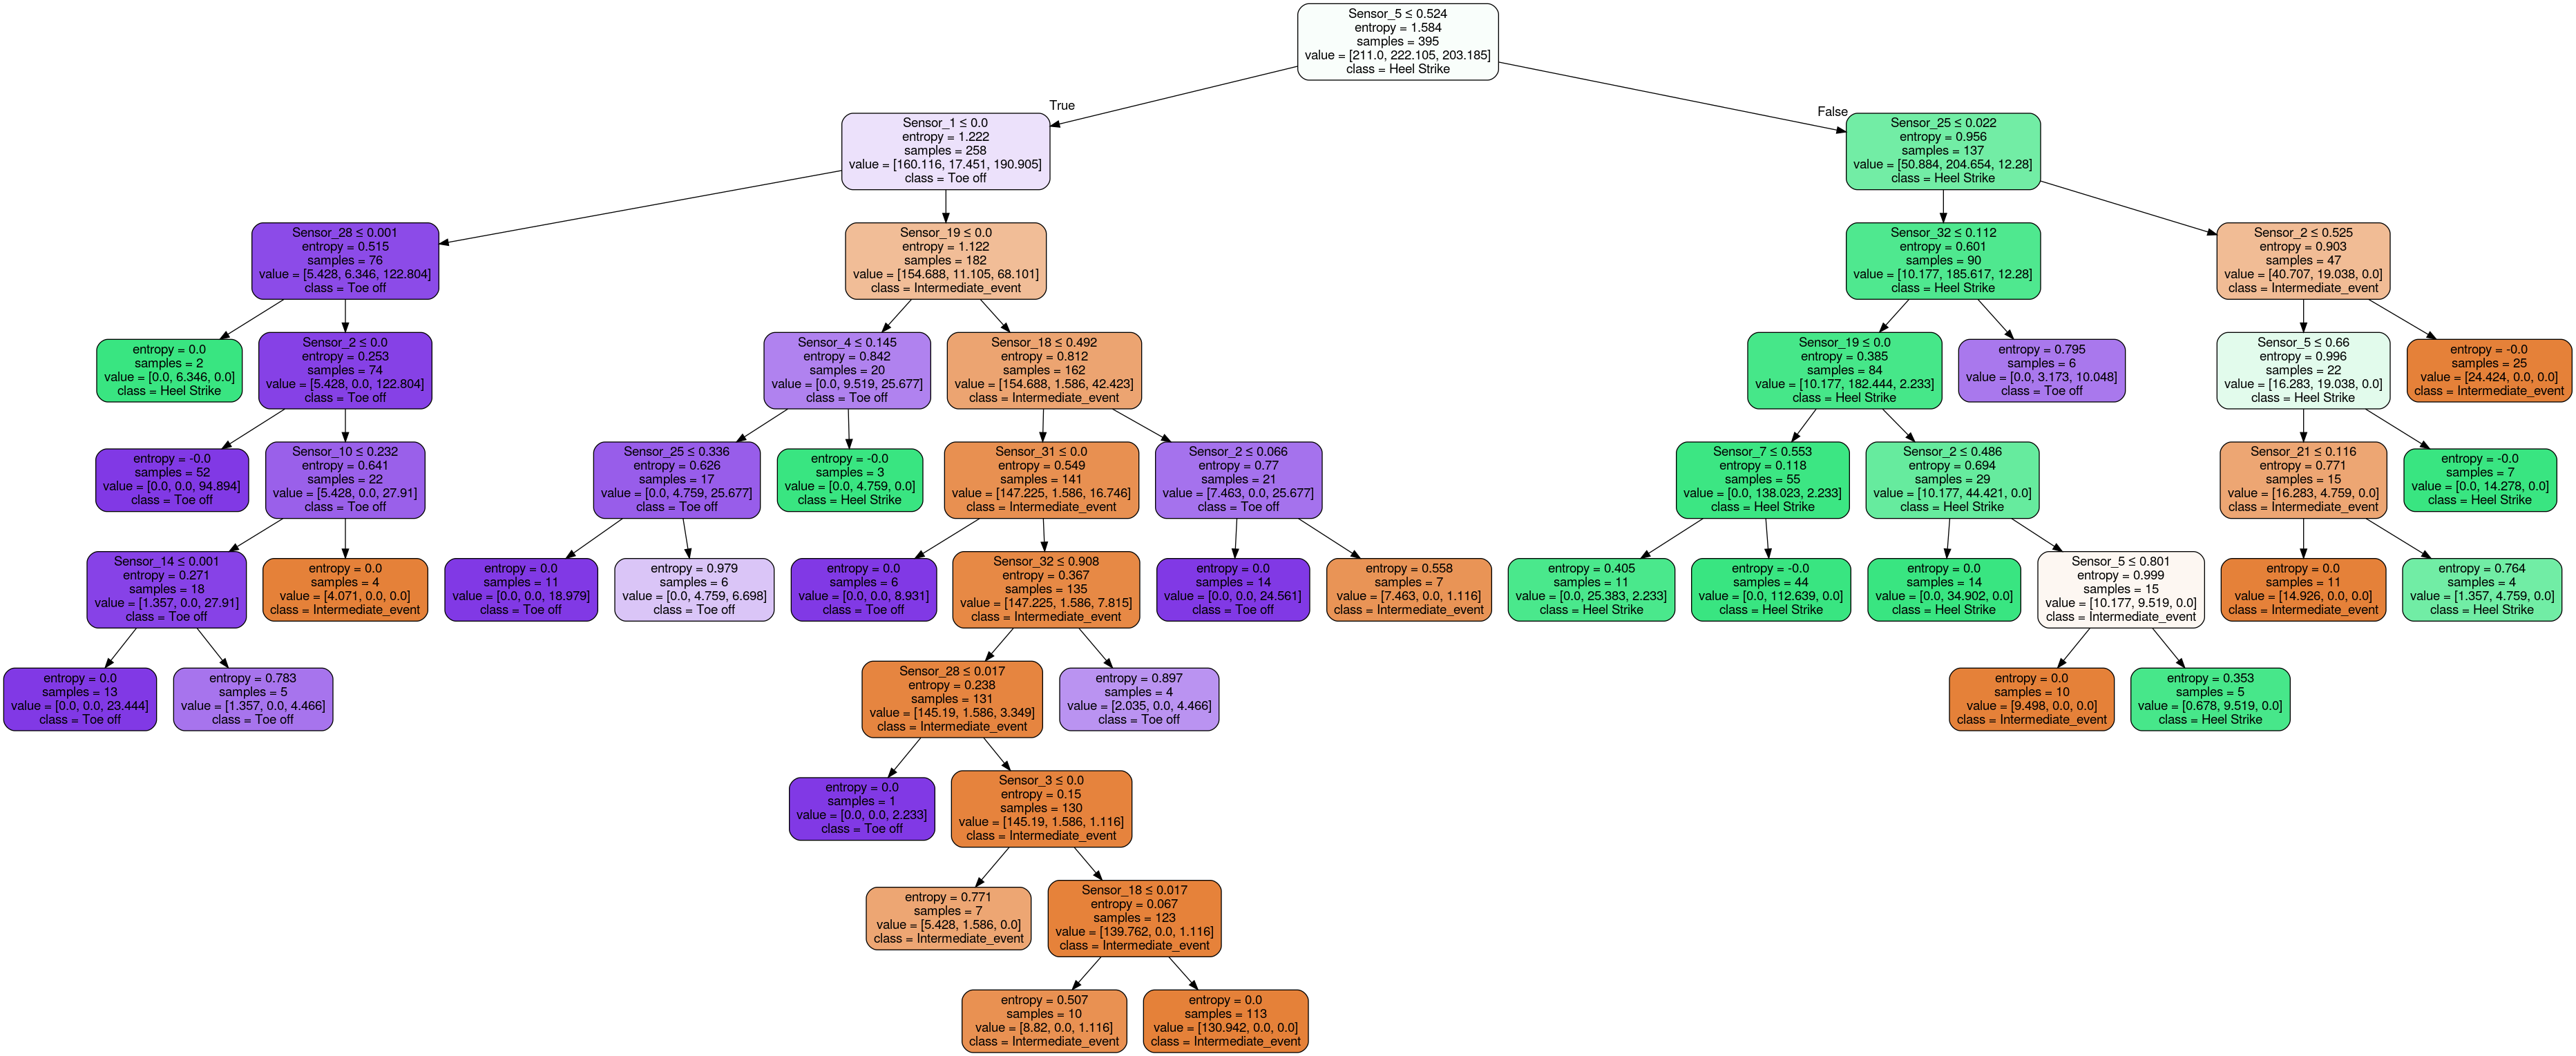 Sensor_5 ≤ 0.524
entropy = 1.584
samples = 395
value = [211.0, 222.105, 203.185]
class = Heel Strike
True
False
Sensor_1 ≤ 0.0
entropy = 1.222
samples = 258
value = [160.116, 17.451, 190.905]
class = Toe off
Sensor_25 ≤ 0.022
entropy = 0.956
samples = 137
value = [50.884, 204.654, 12.28]
class = Heel Strike
Sensor_28 ≤ 0.001
entropy = 0.515
samples = 76
value = [5.428, 6.346, 122.804]
class = Toe off
Sensor_19 ≤ 0.0
entropy = 1.122
samples = 182
value = [154.688, 11.105, 68.101]
class = Intermediate_event
Sensor_32 ≤ 0.112
entropy = 0.601
samples = 90
value = [10.177, 185.617, 12.28]
class = Heel Strike
Sensor_2 ≤ 0.525
entropy = 0.903
samples = 47
value = [40.707, 19.038, 0.0]
class = Intermediate_event
entropy = 0.0
samples = 2
value = [0.0, 6.346, 0.0]
class = Heel Strike
Sensor_2 ≤ 0.0
entropy = 0.253
samples = 74
value = [5.428, 0.0, 122.804]
class = Toe off
Sensor_4 ≤ 0.145
entropy = 0.842
samples = 20
value = [0.0, 9.519, 25.677]
class = Toe off
Sensor_18 ≤ 0.492
entropy = 0.812
samples = 162
value = [154.688, 1.586, 42.423]
class = Intermediate_event
Sensor_19 ≤ 0.0
entropy = 0.385
samples = 84
value = [10.177, 182.444, 2.233]
class = Heel Strike
entropy = 0.795
samples = 6
value = [0.0, 3.173, 10.048]
class = Toe off
Sensor_5 ≤ 0.66
entropy = 0.996
samples = 22
value = [16.283, 19.038, 0.0]
class = Heel Strike
entropy = -0.0
samples = 25
value = [24.424, 0.0, 0.0]
class = Intermediate_event
entropy = -0.0
samples = 52
value = [0.0, 0.0, 94.894]
class = Toe off
Sensor_10 ≤ 0.232
entropy = 0.641
samples = 22
value = [5.428, 0.0, 27.91]
class = Toe off
Sensor_25 ≤ 0.336
entropy = 0.626
samples = 17
value = [0.0, 4.759, 25.677]
class = Toe off
entropy = -0.0
samples = 3
value = [0.0, 4.759, 0.0]
class = Heel Strike
Sensor_31 ≤ 0.0
entropy = 0.549
samples = 141
value = [147.225, 1.586, 16.746]
class = Intermediate_event
Sensor_2 ≤ 0.066
entropy = 0.77
samples = 21
value = [7.463, 0.0, 25.677]
class = Toe off
Sensor_7 ≤ 0.553
entropy = 0.118
samples = 55
value = [0.0, 138.023, 2.233]
class = Heel Strike
Sensor_2 ≤ 0.486
entropy = 0.694
samples = 29
value = [10.177, 44.421, 0.0]
class = Heel Strike
Sensor_21 ≤ 0.116
entropy = 0.771
samples = 15
value = [16.283, 4.759, 0.0]
class = Intermediate_event
entropy = -0.0
samples = 7
value = [0.0, 14.278, 0.0]
class = Heel Strike
Sensor_14 ≤ 0.001
entropy = 0.271
samples = 18
value = [1.357, 0.0, 27.91]
class = Toe off
entropy = 0.0
samples = 4
value = [4.071, 0.0, 0.0]
class = Intermediate_event
entropy = 0.0
samples = 11
value = [0.0, 0.0, 18.979]
class = Toe off
entropy = 0.979
samples = 6
value = [0.0, 4.759, 6.698]
class = Toe off
entropy = 0.0
samples = 6
value = [0.0, 0.0, 8.931]
class = Toe off
Sensor_32 ≤ 0.908
entropy = 0.367
samples = 135
value = [147.225, 1.586, 7.815]
class = Intermediate_event
entropy = 0.0
samples = 14
value = [0.0, 0.0, 24.561]
class = Toe off
entropy = 0.558
samples = 7
value = [7.463, 0.0, 1.116]
class = Intermediate_event
entropy = 0.405
samples = 11
value = [0.0, 25.383, 2.233]
class = Heel Strike
entropy = -0.0
samples = 44
value = [0.0, 112.639, 0.0]
class = Heel Strike
entropy = 0.0
samples = 14
value = [0.0, 34.902, 0.0]
class = Heel Strike
Sensor_5 ≤ 0.801
entropy = 0.999
samples = 15
value = [10.177, 9.519, 0.0]
class = Intermediate_event
entropy = 0.0
samples = 11
value = [14.926, 0.0, 0.0]
class = Intermediate_event
entropy = 0.764
samples = 4
value = [1.357, 4.759, 0.0]
class = Heel Strike
entropy = 0.0
samples = 13
value = [0.0, 0.0, 23.444]
class = Toe off
entropy = 0.783
samples = 5
value = [1.357, 0.0, 4.466]
class = Toe off
Sensor_28 ≤ 0.017
entropy = 0.238
samples = 131
value = [145.19, 1.586, 3.349]
class = Intermediate_event
entropy = 0.897
samples = 4
value = [2.035, 0.0, 4.466]
class = Toe off
entropy = 0.0
samples = 10
value = [9.498, 0.0, 0.0]
class = Intermediate_event
entropy = 0.353
samples = 5
value = [0.678, 9.519, 0.0]
class = Heel Strike
entropy = 0.0
samples = 1
value = [0.0, 0.0, 2.233]
class = Toe off
Sensor_3 ≤ 0.0
entropy = 0.15
samples = 130
value = [145.19, 1.586, 1.116]
class = Intermediate_event
entropy = 0.771
samples = 7
value = [5.428, 1.586, 0.0]
class = Intermediate_event
Sensor_18 ≤ 0.017
entropy = 0.067
samples = 123
value = [139.762, 0.0, 1.116]
class = Intermediate_event
entropy = 0.507
samples = 10
value = [8.82, 0.0, 1.116]
class = Intermediate_event
entropy = 0.0
samples = 113
value = [130.942, 0.0, 0.0]
class = Intermediate_event